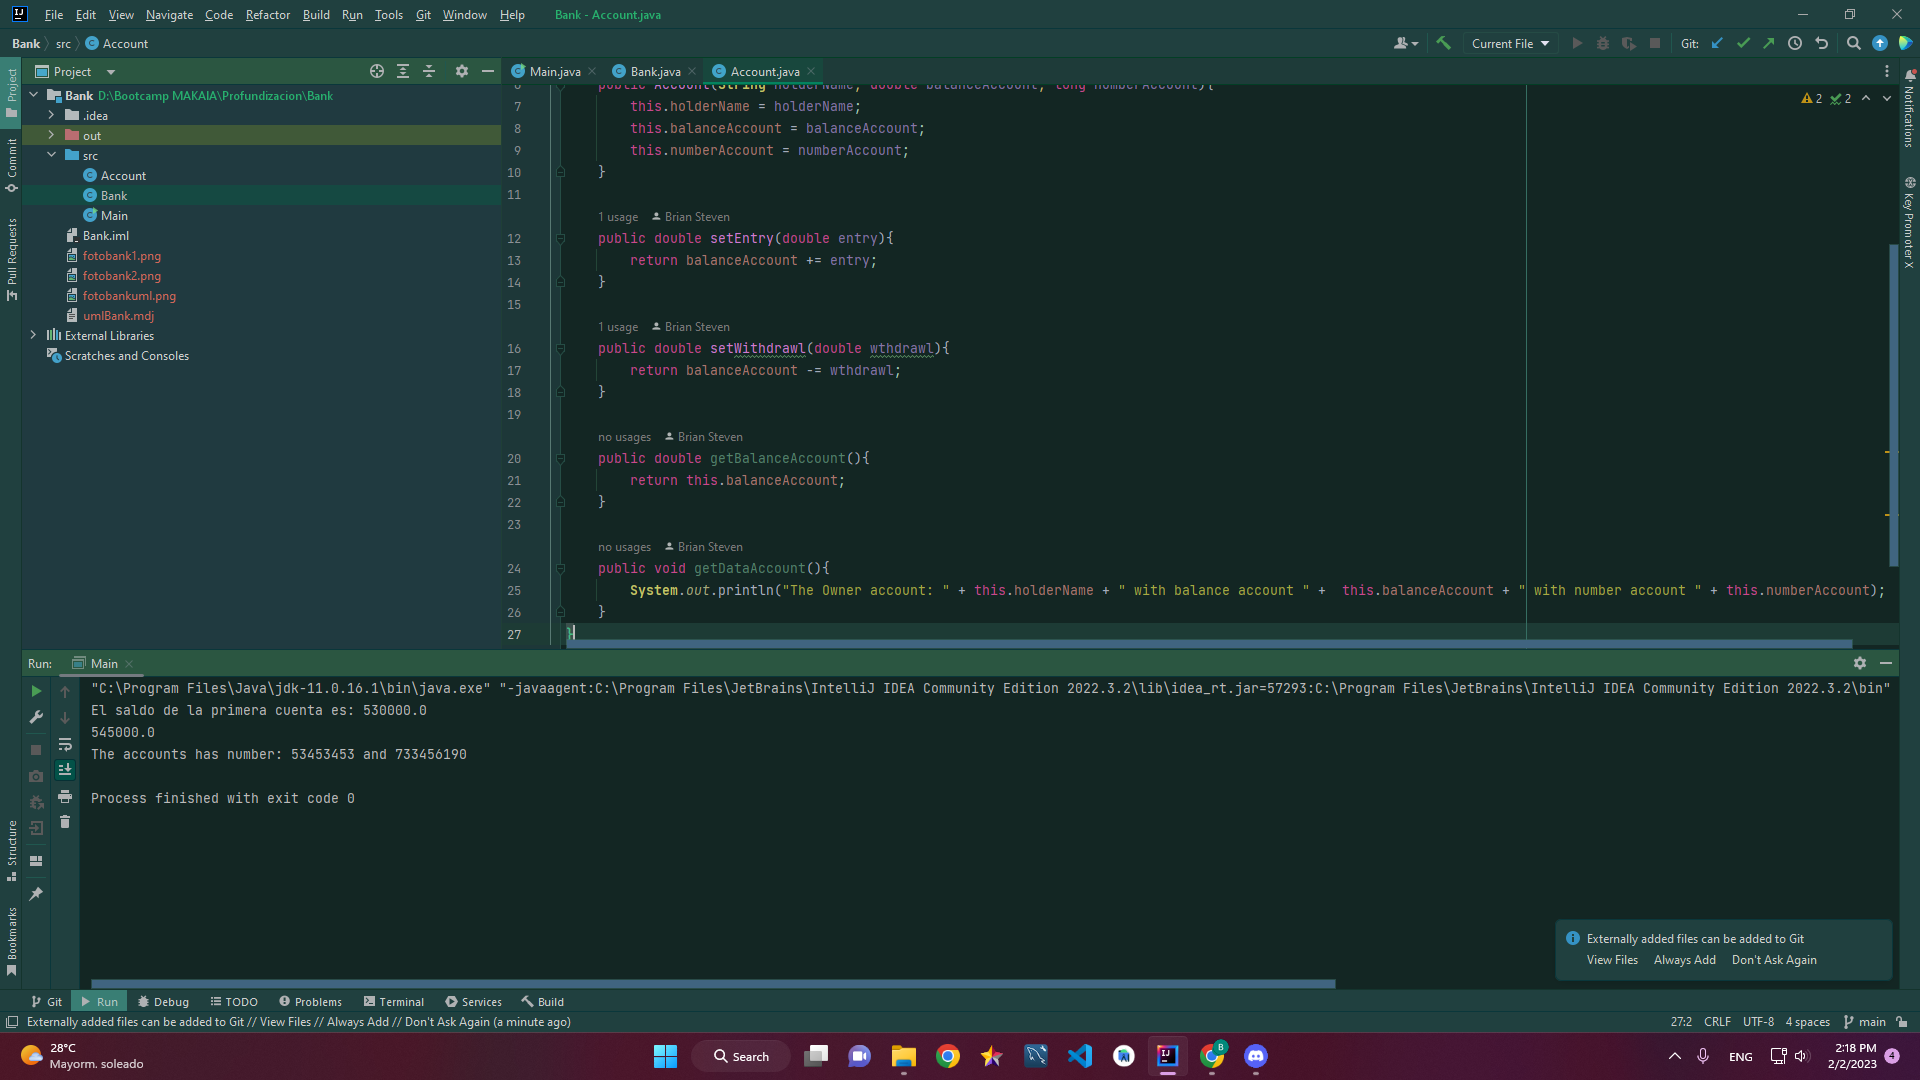 File Edit View Navigate Code Refactor Build Run Tools Git Window Help Bank - Account.java
Bank src Account Current File Git:
Project Main.java Bank.java Account.java
Project
Commit
Pull Requests
Structure
Bookmarks
Notifications
Key Promoter X
Bank D:\Bootcamp MAKAIA\Profundizacion\Bank
.idea
out
src
Account
Bank
Main
Bank.iml
fotobank1.png
fotobank2.png
fotobankuml.png
umlBank.mdj
External Libraries
Scratches and Consoles
2 2
6 public Account(String holderName, double balanceAccount, long numberAccount){
7 this.holderName = holderName;
8 this.balanceAccount = balanceAccount;
9 this.numberAccount = numberAccount;
10 }
11
1 usage Brian Steven
12 public double setEntry(double entry){
13 return balanceAccount += entry;
14 }
15
1 usage Brian Steven
16 public double setWithdrawl(double wthdrawl){
17 return balanceAccount -= wthdrawl;
18 }
19
no usages Brian Steven
20 public double getBalanceAccount(){
21 return this.balanceAccount;
22 }
23
no usages Brian Steven
24 public void getDataAccount(){
25 System.out.println("The Owner account: " + this.holderName + " with balance account " +  this.balanceAccount + " with number account " + this.numberAccount);
26 }
27 }
Run: Main
"C:\Program Files\Java\jdk-11.0.16.1\bin\java.exe" "-javaagent:C:\Program Files\JetBrains\IntelliJ IDEA Community Edition 2022.3.2\lib\idea_rt.jar=57293:C:\Program Files\JetBrains\IntelliJ IDEA Community Edition 2022.3.2\bin"
El saldo de la primera cuenta es: 530000.0
545000.0
The accounts has number: 53453453 and 733456190
Process finished with exit code 0
Externally added files can be added to Git
View Files Always Add Don't Ask Again
Git Run Debug TODO Problems Terminal Services Build
Externally added files can be added to Git // View Files // Always Add // Don't Ask Again (a minute ago)
27:2 CRLF UTF-8 4 spaces main
28°C
Mayorm. soleado
Search
ENG
2:18 PM
2/2/2023
4